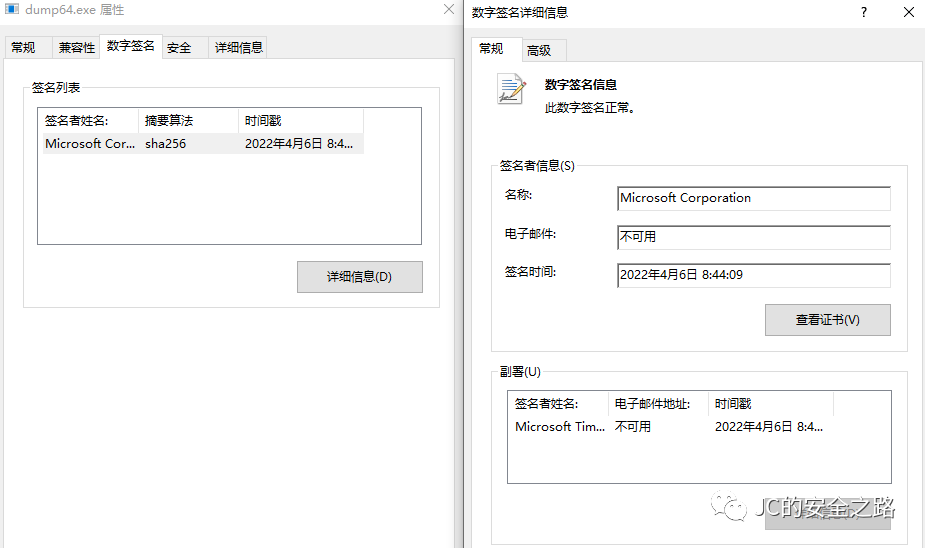 dump64.exe 属性
常规 兼容性 数字签名 安全 详细信息
签名列表
签名者姓名: 摘要算法 时间戳
Microsoft Cor... sha256 2022年4月6日 8:4...
详细信息(D)
数字签名详细信息
常规 高级
数字签名信息
此数字签名正常。
签名者信息(S)
名称: Microsoft Corporation
电子邮件: 不可用
签名时间: 2022年4月6日 8:44:09
查看证书(V)
副署(U)
签名者姓名: 电子邮件地址: 时间戳
Microsoft Tim... 不可用 2022年4月6日 8:4...
JC的安全之路